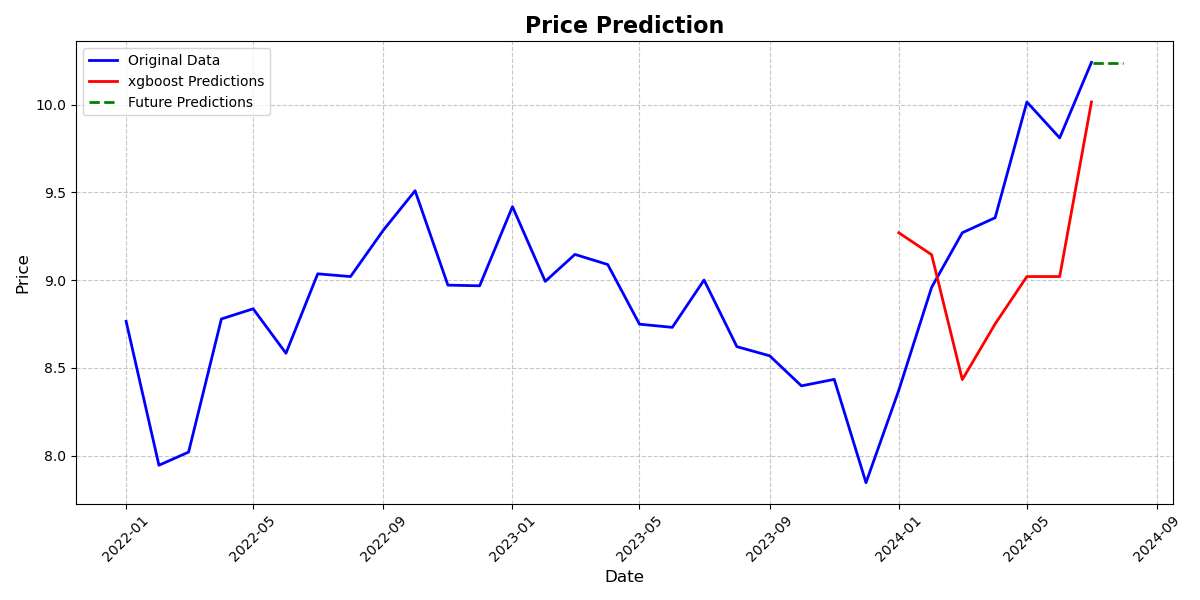 Price Prediction
Original Data
xgboost Predictions
Future Predictions
Price
10.0
9.5
9.0
8.5
8.0
2022-01
2022-05
2022-09
2023-01
2023-05
2023-09
2024-01
2024-05
2024-09
Date